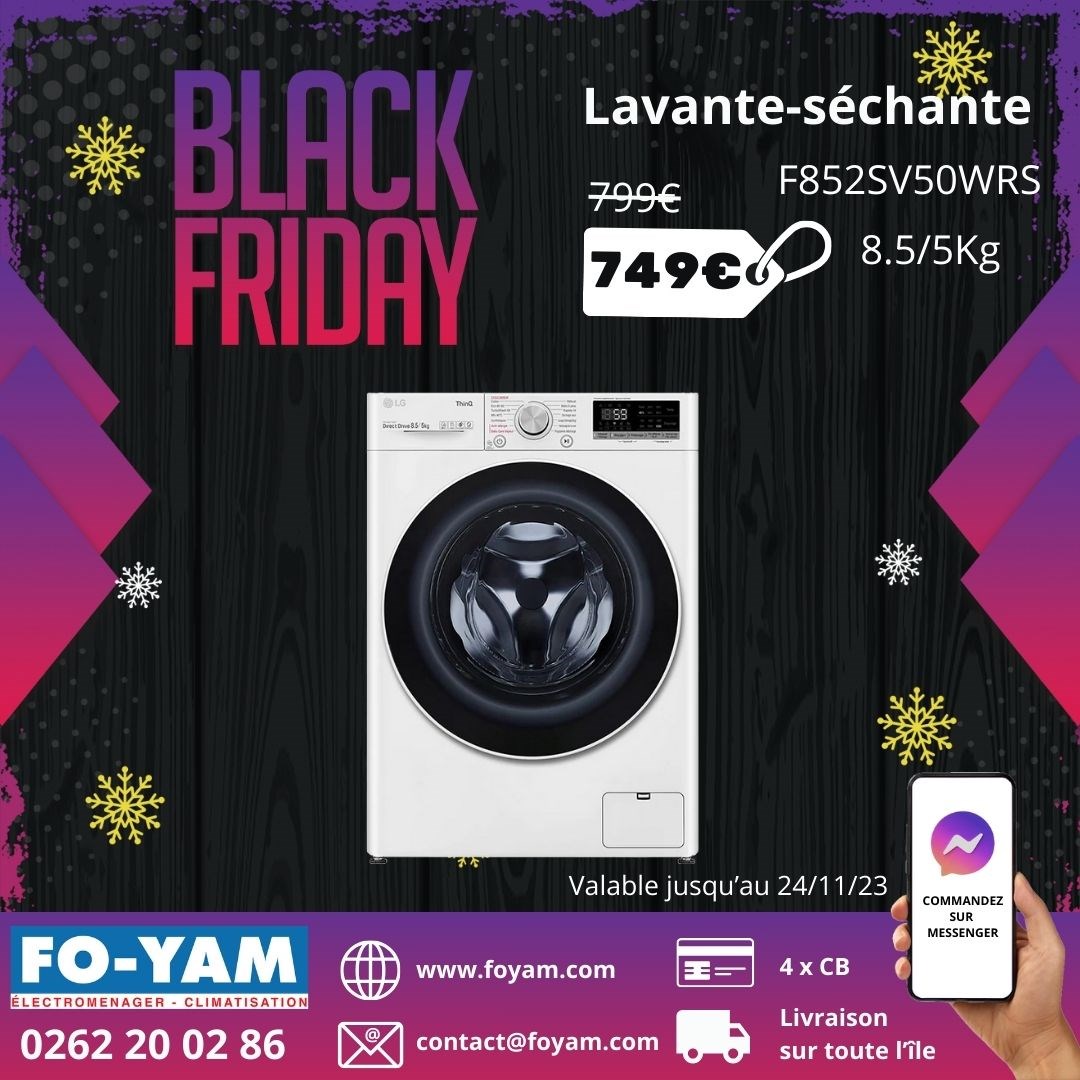 BLACK
FRIDAY
Lavante-séchante
799€
F852SV50WRS
749€
8.5/5Kg
LG
ThinQ
Direct Drive 8.5/5kg
Valable jusqu’au 24/11/23
COMMANDEZ
SUR
MESSENGER
FO-YAM
ÉLECTROMENAGER - CLIMATISATION
0262 20 02 86
www.foyam.com
@
contact@foyam.com
4 x CB
Livraison
sur toute l’île